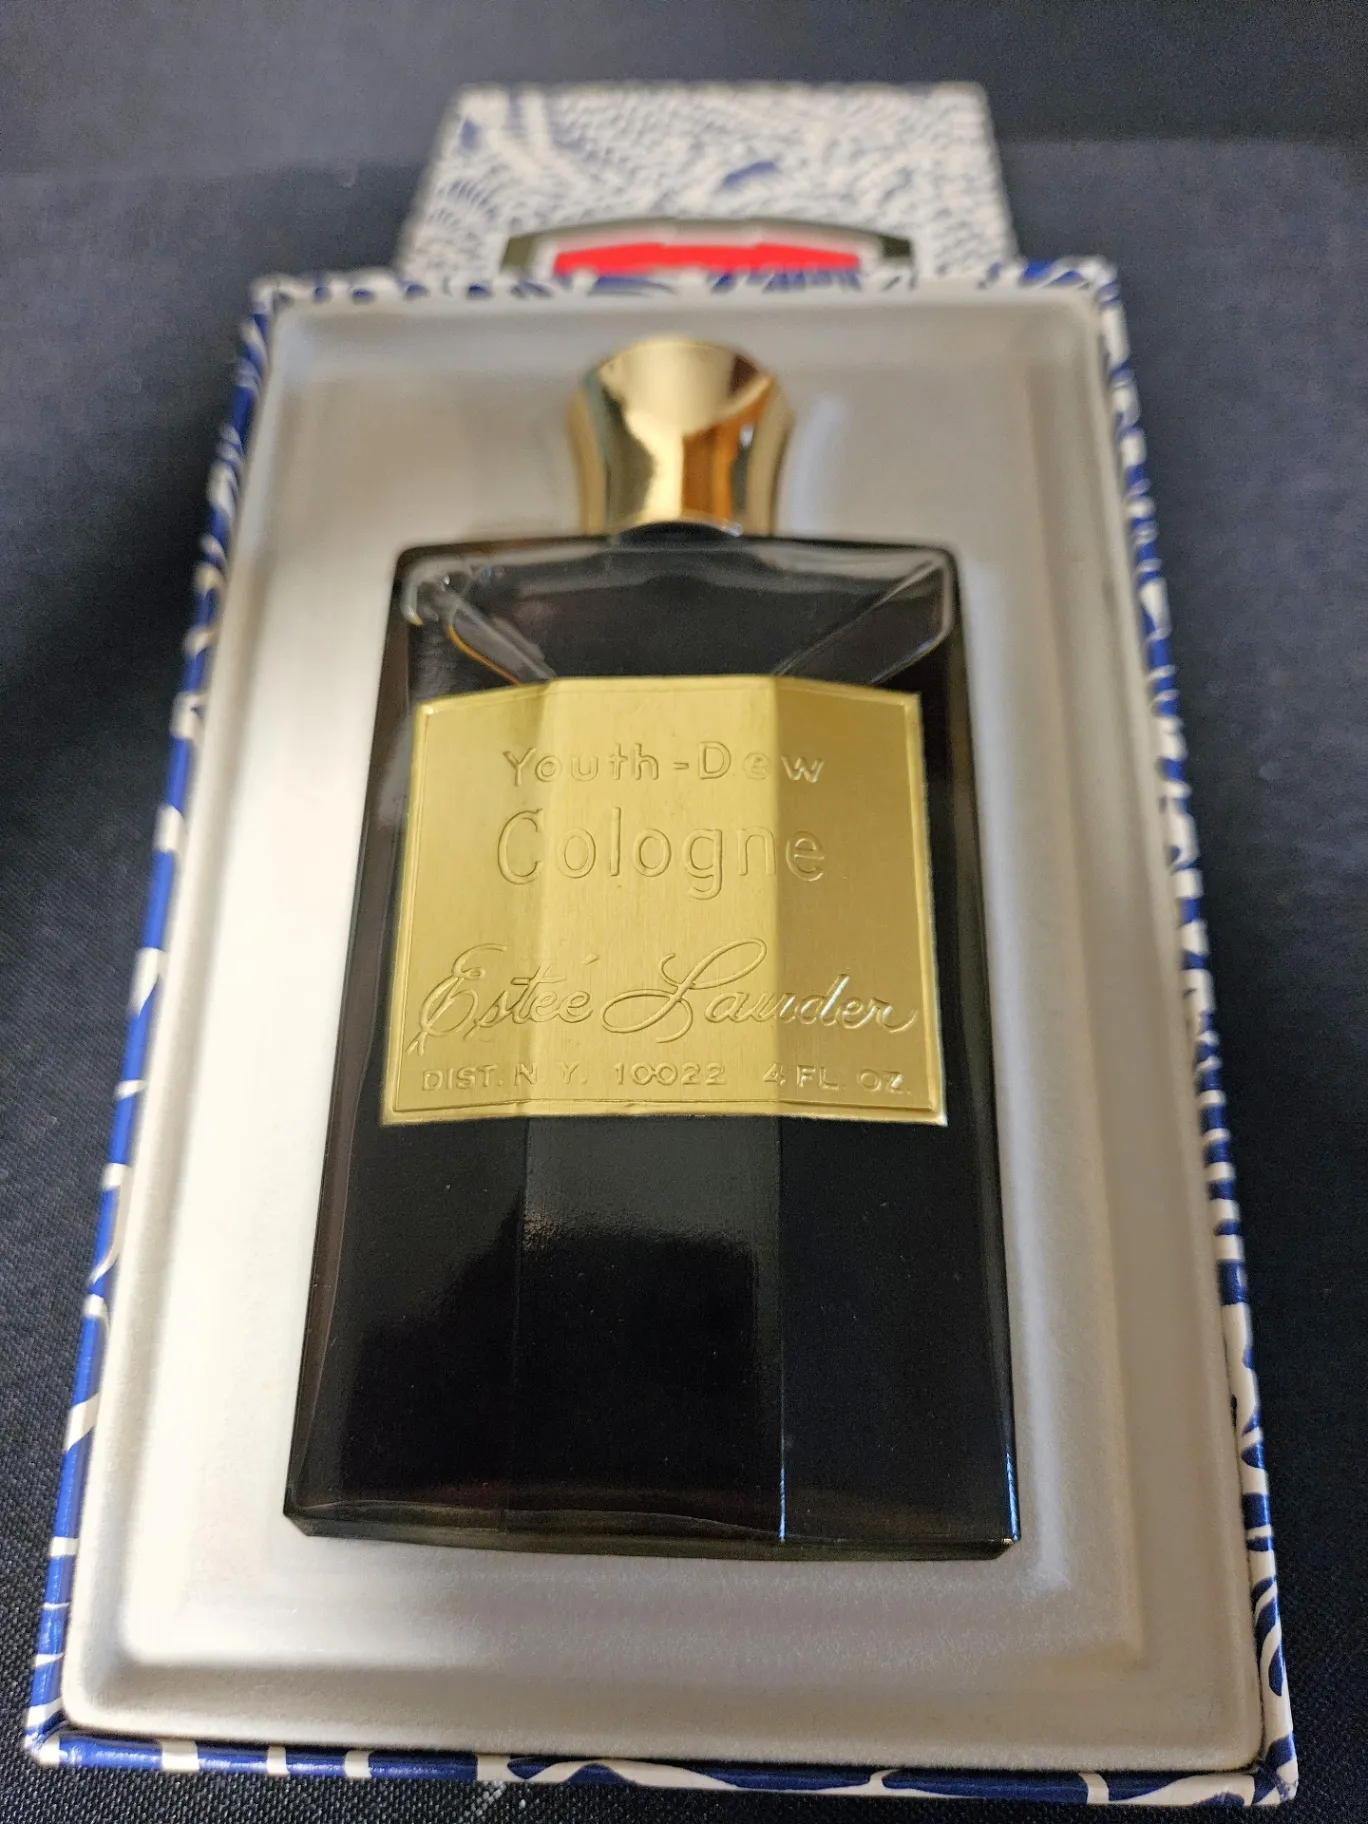 Youth-Dew
Cologne
Estée Lauder
DIST. N.Y. 10022 4 FL. OZ.